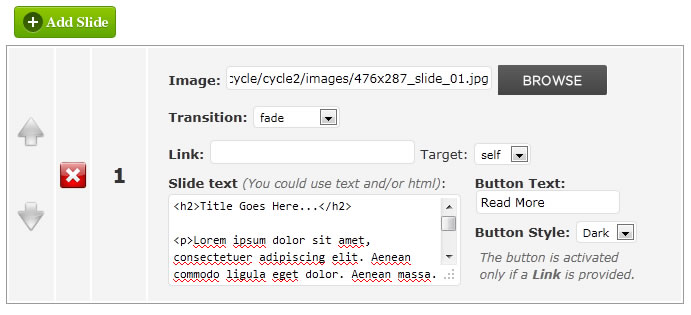 Add Slide
Image: cycle/cycle2/images/476x287_slide_01.jpg BROWSE
Transition: fade
Link: Target: self
1
Slide text (You could use text and/or html): Button Text:
<h2>Title Goes Here...</h2> Read More
<p>Lorem ipsum dolor sit amet, Button Style: Dark
consectetuer adipiscing elit. Aenean The button is activated
commodo ligula eget dolor. Aenean massa. only if a Link is provided.